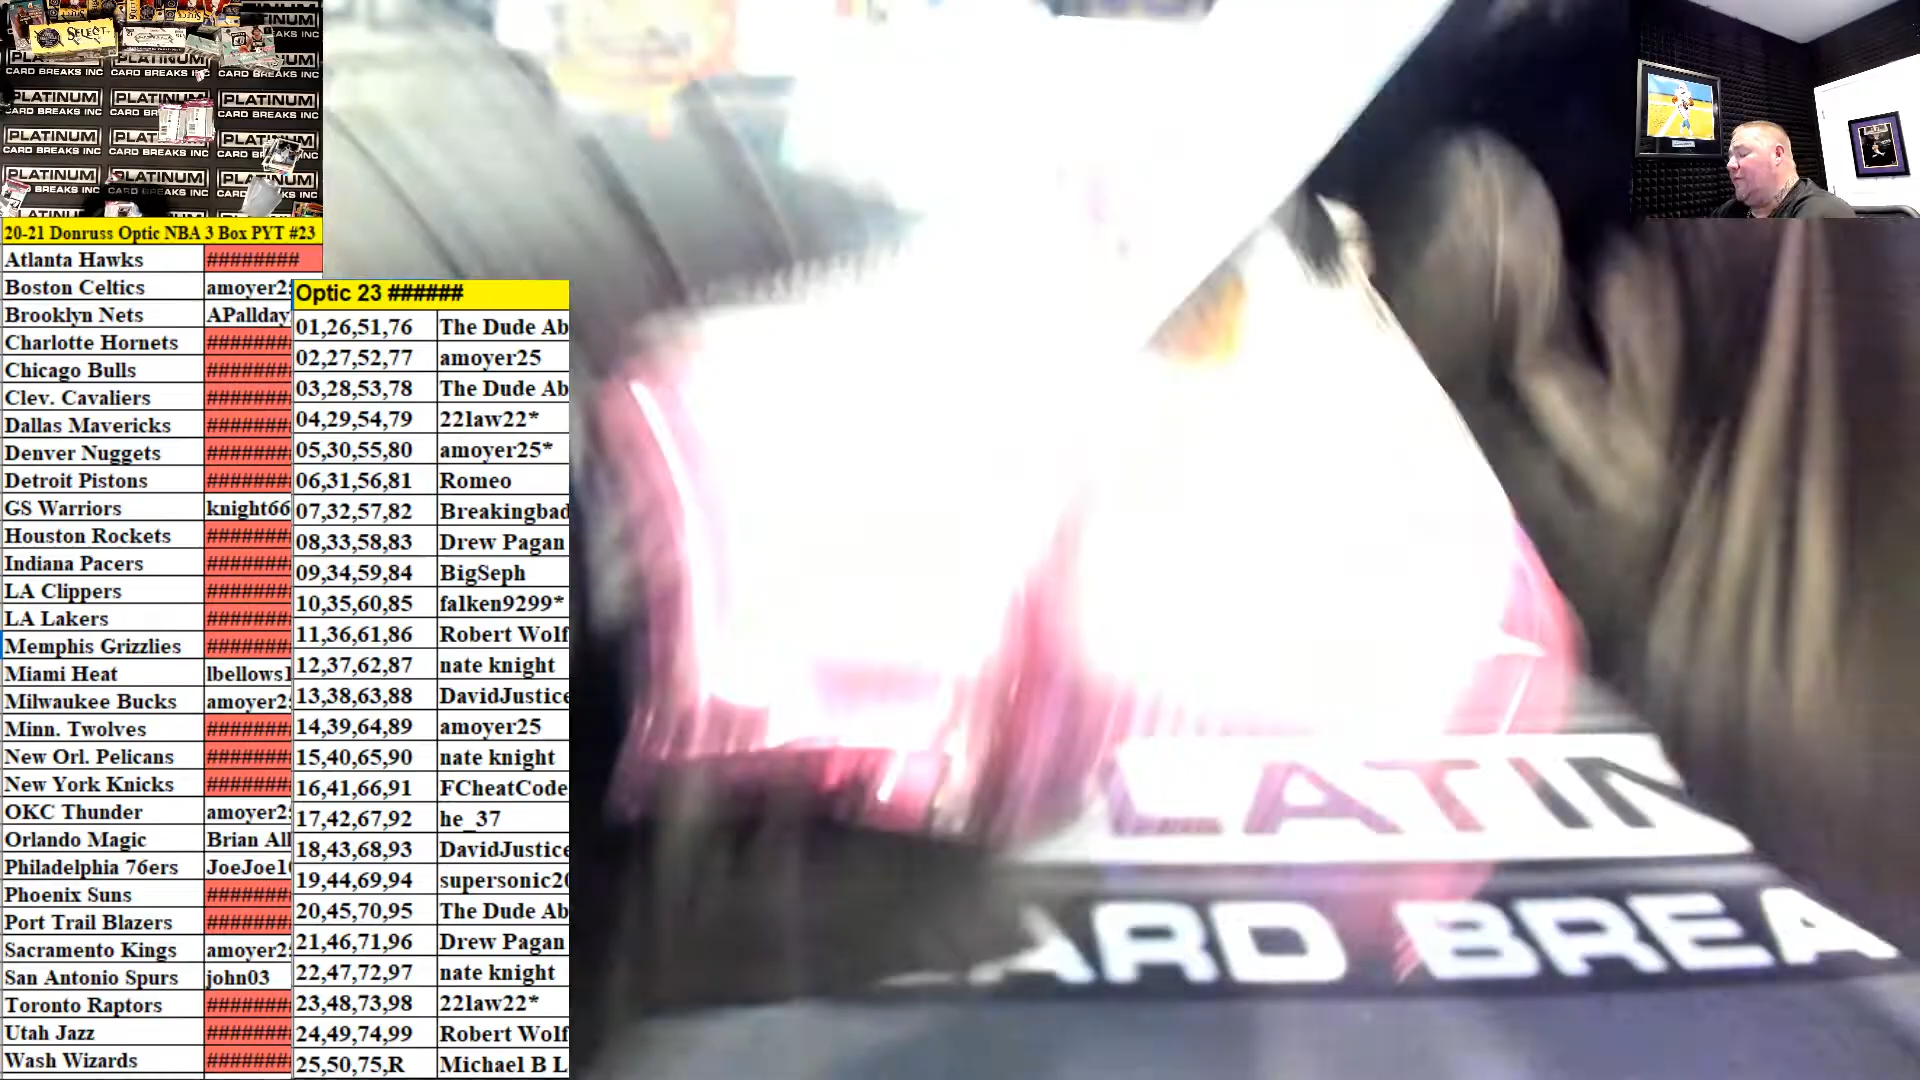 SELECT
PLATINUM
CARD BREAKS INC
20-21 Donruss Optic NBA 3 Box PYT #23
Atlanta Hawks ########
Boston Celtics amoyer25
Brooklyn Nets APallday
Charlotte Hornets #######
Chicago Bulls #######
Clev. Cavaliers #######
Dallas Mavericks #######
Denver Nuggets #######
Detroit Pistons #######
GS Warriors knight66
Houston Rockets #######
Indiana Pacers #######
LA Clippers #######
LA Lakers #######
Memphis Grizzlies #######
Miami Heat lbellows1
Milwaukee Bucks amoyer25
Minn. Twolves #######
New Orl. Pelicans #######
New York Knicks #######
OKC Thunder amoyer25
Orlando Magic Brian All
Philadelphia 76ers JoeJoe1
Phoenix Suns #######
Port Trail Blazers #######
Sacramento Kings amoyer25
San Antonio Spurs john03
Toronto Raptors #######
Utah Jazz #######
Wash Wizards #######
Optic 23 ######
01,26,51,76 The Dude Ab
02,27,52,77 amoyer25
03,28,53,78 The Dude Ab
04,29,54,79 22law22*
05,30,55,80 amoyer25*
06,31,56,81 Romeo
07,32,57,82 Breakingbad
08,33,58,83 Drew Pagan
09,34,59,84 BigSeph
10,35,60,85 falken9299*
11,36,61,86 Robert Wolf
12,37,62,87 nate knight
13,38,63,88 DavidJustice
14,39,64,89 amoyer25
15,40,65,90 nate knight
16,41,66,91 FCheatCode
17,42,67,92 he_37
18,43,68,93 DavidJustice
19,44,69,94 supersonic20
20,45,70,95 The Dude Ab
21,46,71,96 Drew Pagan
22,47,72,97 nate knight
23,48,73,98 22law22*
24,49,74,99 Robert Wolf
25,50,75,R Michael B L
LATIN
ARD BREA